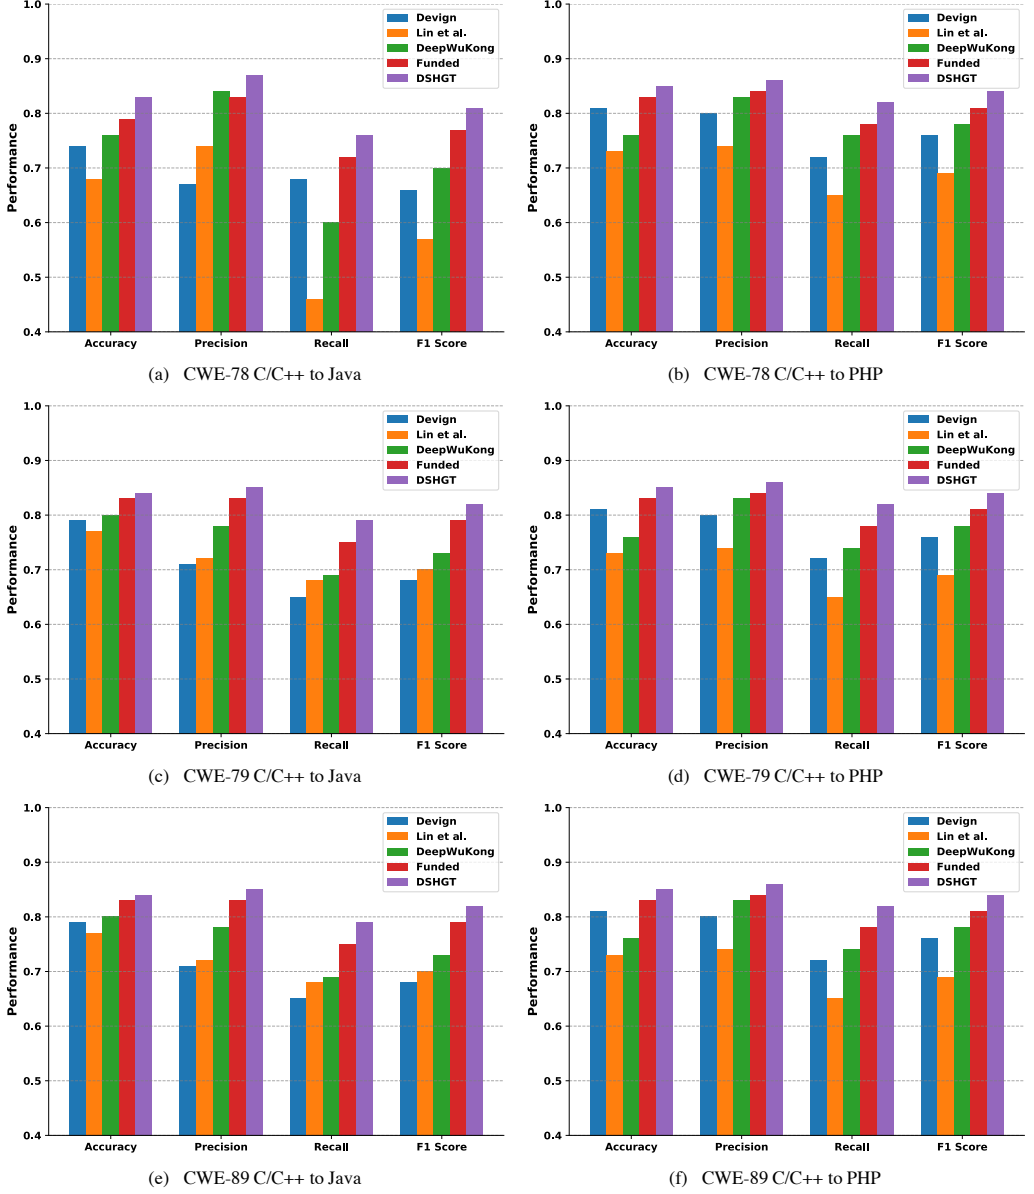 1.0
0.9
0.8
0.7
0.6
0.5
0.4
Performance
Accuracy Precision Recall F1 Score
Devign
Lin et al.
DeepWuKong
Funded
DSHGT
(a) CWE-78 C/C++ to Java
1.0
0.9
0.8
0.7
0.6
0.5
0.4
Performance
Accuracy Precision Recall F1 Score
Devign
Lin et al.
DeepWuKong
Funded
DSHGT
(b) CWE-78 C/C++ to PHP
1.0
0.9
0.8
0.7
0.6
0.5
0.4
Performance
Accuracy Precision Recall F1 Score
Devign
Lin et al.
DeepWuKong
Funded
DSHGT
(c) CWE-79 C/C++ to Java
1.0
0.9
0.8
0.7
0.6
0.5
0.4
Performance
Accuracy Precision Recall F1 Score
Devign
Lin et al.
DeepWuKong
Funded
DSHGT
(d) CWE-79 C/C++ to PHP
1.0
0.9
0.8
0.7
0.6
0.5
0.4
Performance
Accuracy Precision Recall F1 Score
Devign
Lin et al.
DeepWuKong
Funded
DSHGT
(e) CWE-89 C/C++ to Java
1.0
0.9
0.8
0.7
0.6
0.5
0.4
Performance
Accuracy Precision Recall F1 Score
Devign
Lin et al.
DeepWuKong
Funded
DSHGT
(f) CWE-89 C/C++ to PHP